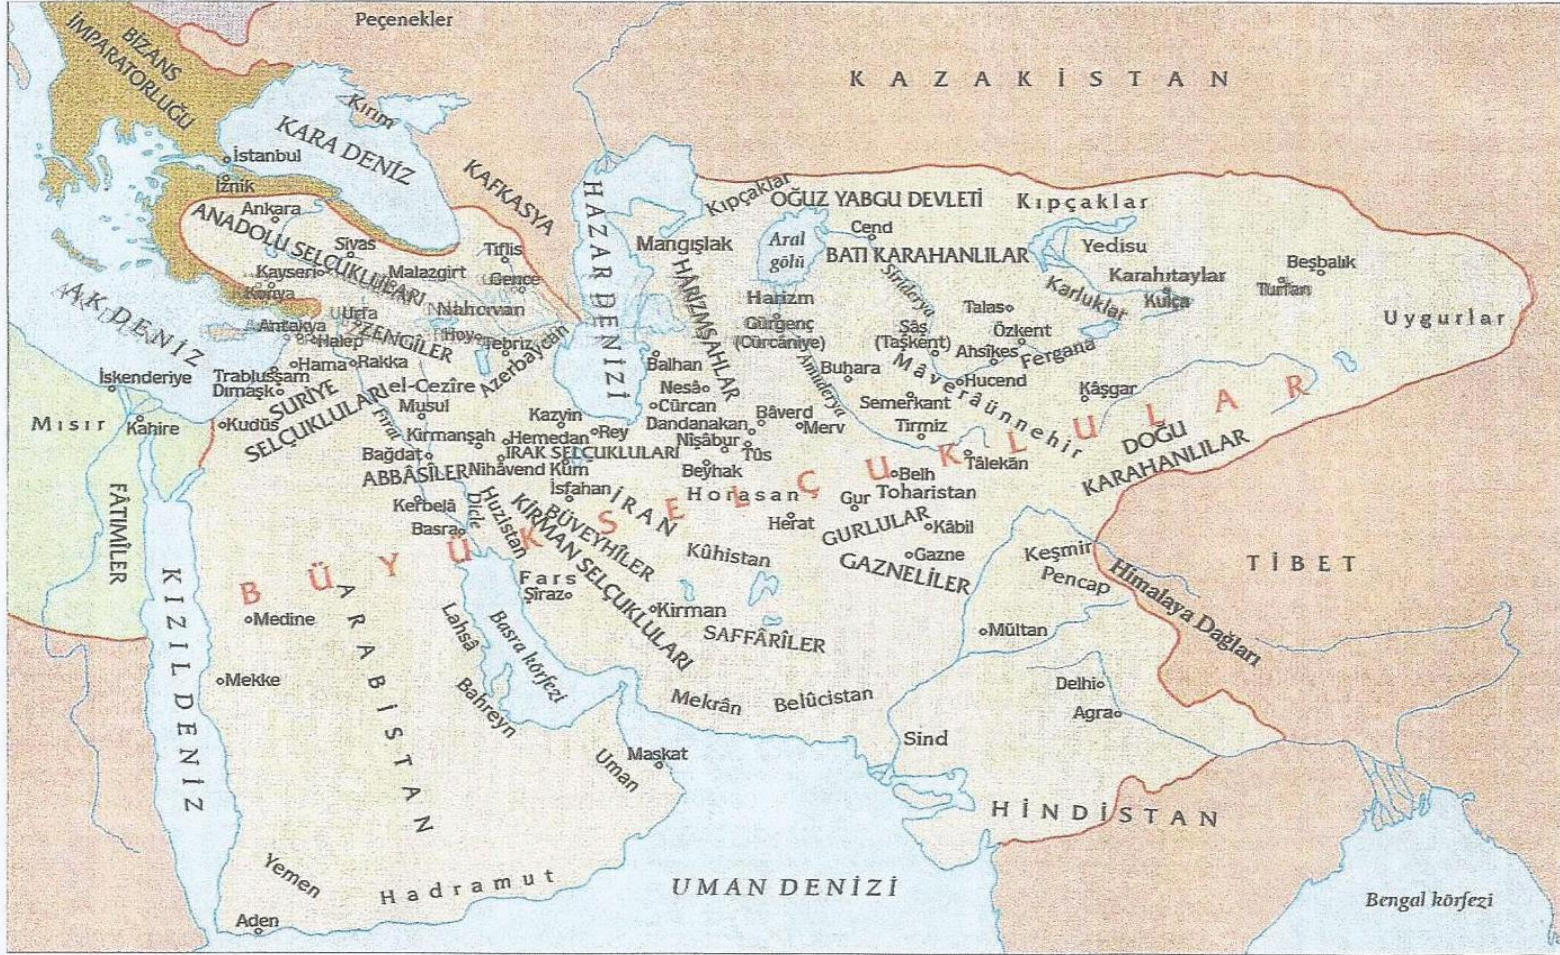 Peçenekler
BİZANS
İMPARATORLUĞU
KAZAKİSTAN
Kırım
KARA DENİZ
İstanbul
İznik
KAFKASYA
HAZAR DENİZİ
Kıpçaklar
OĞUZ YABGU DEVLETİ
Kıpçaklar
Ankara
ANADOLU SELÇUKLULARI
Sivas
Tiflis
Mangışlak
Aral
gölü
Cend
BATI KARAHANLILAR
Yedisu
Beşbalık
Kayseri
Malazgirt
Gence
Siriderya
Karahıtaylar
Turfan
Konya
HÂRİZMŞAHLAR
Harizm
Talas
Karluklar
Kulça
AKDENİZ
Urfa
Nahcıvan
Uygurlar
Antakya
ZENGİLER
Hoy
Gürgenç
(Cürcâniye)
Şâş
(Taşkent)
Özkent
Halep
Tebriz
Azerbaycan
Ahsîkes
Fergana
Hama
Rakka
Balhan
Amuderya
Buhara
Mâverâünnehir
Hucend
İskenderiye
Trablusşam
Dımaşk
el-Cezîre
Nesâ
Kâşgar
SURİYE
SELÇUKLULARI
Musul
Cürcan
Semerkant
Mısır
Kahire
Kudüs
Fırat
Kazvin
Rey
Dandanakan
Bâverd
Merv
Tirmiz
Kirmanşah
Hemedan
Nişâbur
Tûs
DOĞU
KARAHANLILAR
Bağdat
IRAK SELÇUKLULARI
Tâlekān
ABBÂSÎLER
Nihâvend
Kum
Beyhak
Belh
FÂTIMÎLER
İsfahan
İRAN
Horasan
Gur
Toharistan
Kerbelâ
Dicle
Huzistan
KİRMAN SELÇUKLULARI
BÜVEYHÎLER
Herat
GURLULAR
Kâbil
Basra
BÜYÜK SELÇUKLULAR
Kûhistan
Gazne
Keşmir
TİBET
GAZNELİLER
Pencap
Himalaya Dağları
KIZIL DENİZ
Fars
Şiraz
ARABİSTAN
Medine
Lahsâ
Basra körfezi
Kirman
SAFFÂRÎLER
Mültan
Mekke
Bahreyn
Mekrân
Belûcistan
Delhi
Agra
Uman
Maskat
Sind
HİNDİSTAN
Yemen
Hadramut
UMAN DENİZİ
Bengal körfezi
Aden